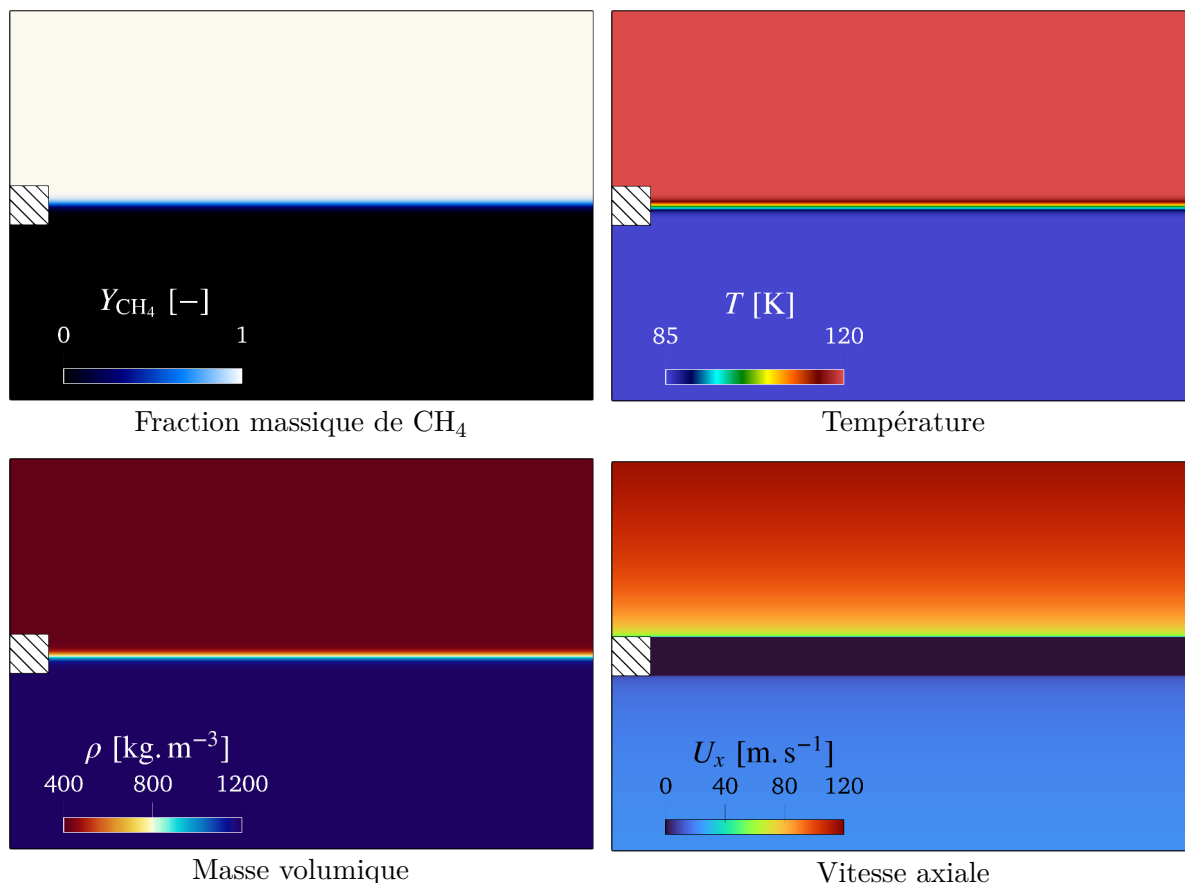 Y_CH₄ [−]
0 1
Fraction massique de CH₄
T [K]
85 120
Température
ρ [kg. m⁻³]
400 800 1200
Masse volumique
U_x [m. s⁻¹]
0 40 80 120
Vitesse axiale